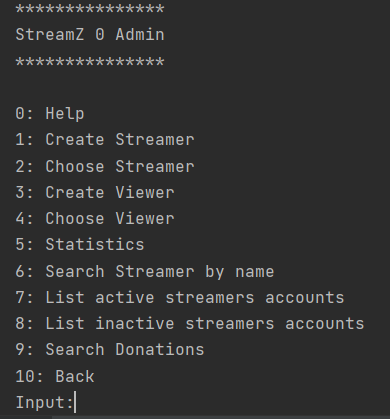 ***************
StreamZ 0 Admin
***************
0: Help
1: Create Streamer
2: Choose Streamer
3: Create Viewer
4: Choose Viewer
5: Statistics
6: Search Streamer by name
7: List active streamers accounts
8: List inactive streamers accounts
9: Search Donations
10: Back
Input: